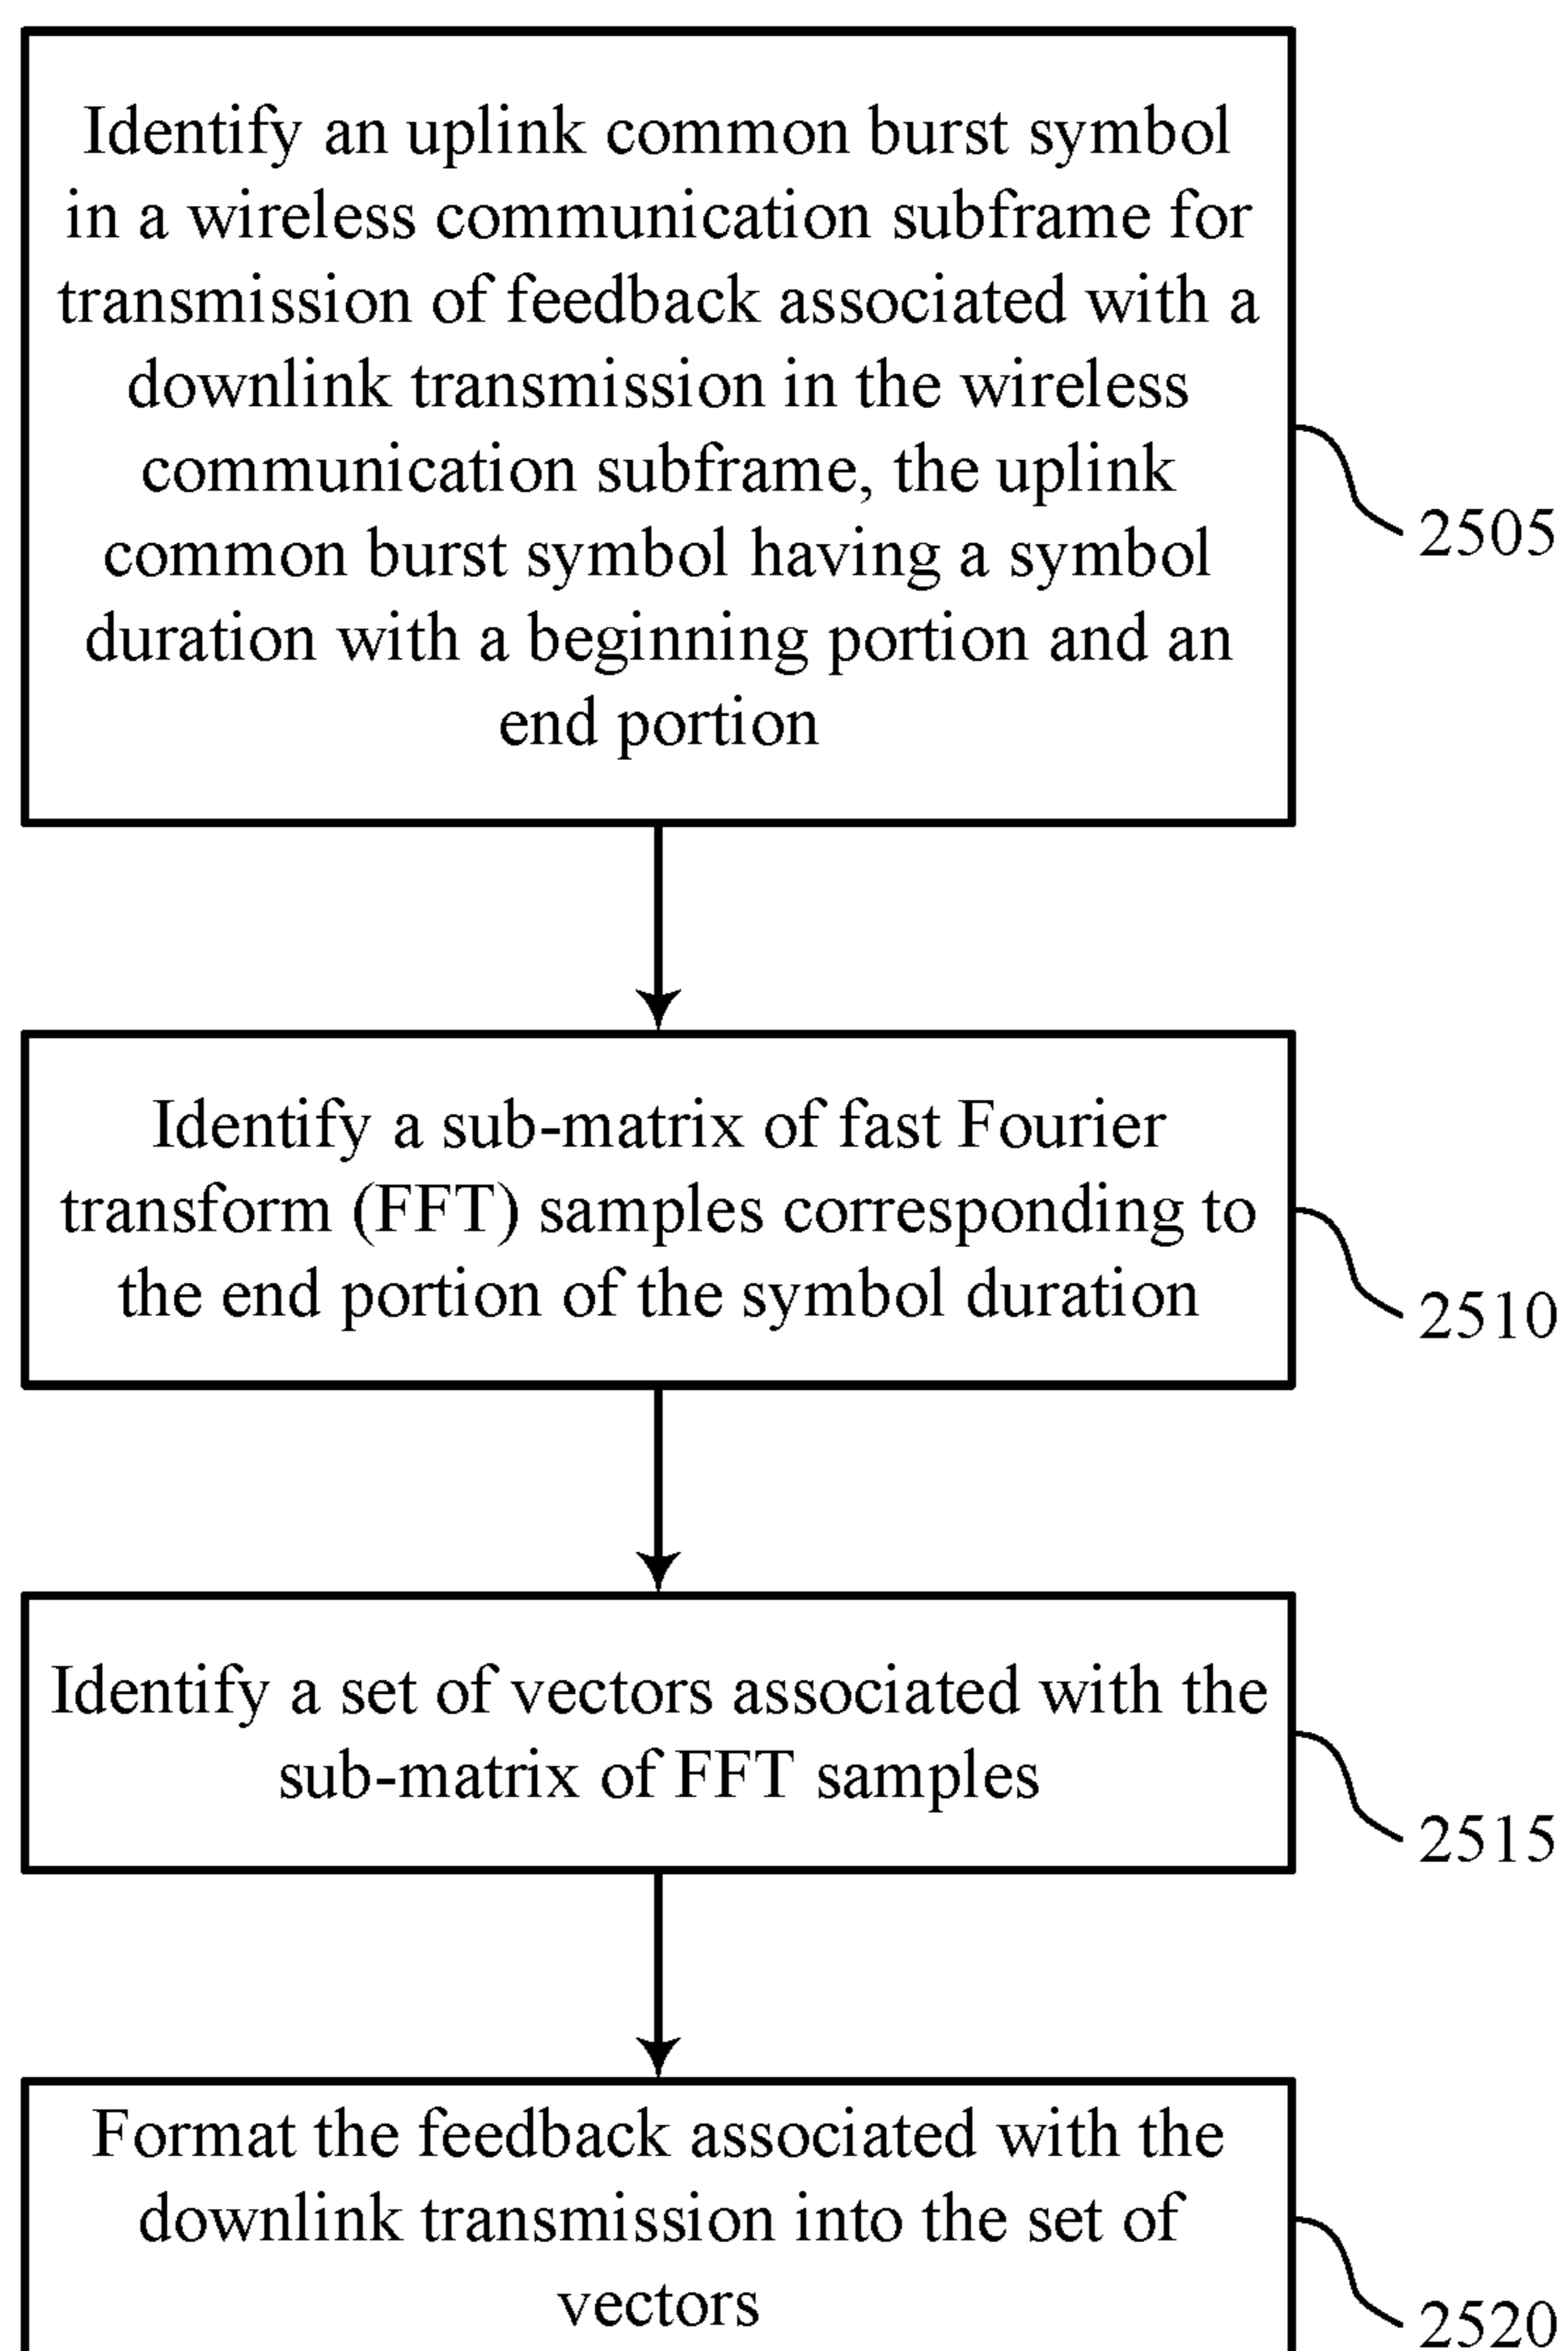 Identify an uplink common burst symbol
in a wireless communication subframe for
transmission of feedback associated with a
downlink transmission in the wireless
communication subframe, the uplink
common burst symbol having a symbol
duration with a beginning portion and an
end portion
2505
Identify a sub-matrix of fast Fourier
transform (FFT) samples corresponding to
the end portion of the symbol duration
2510
Identify a set of vectors associated with the
sub-matrix of FFT samples
2515
Format the feedback associated with the
downlink transmission into the set of
vectors
2520